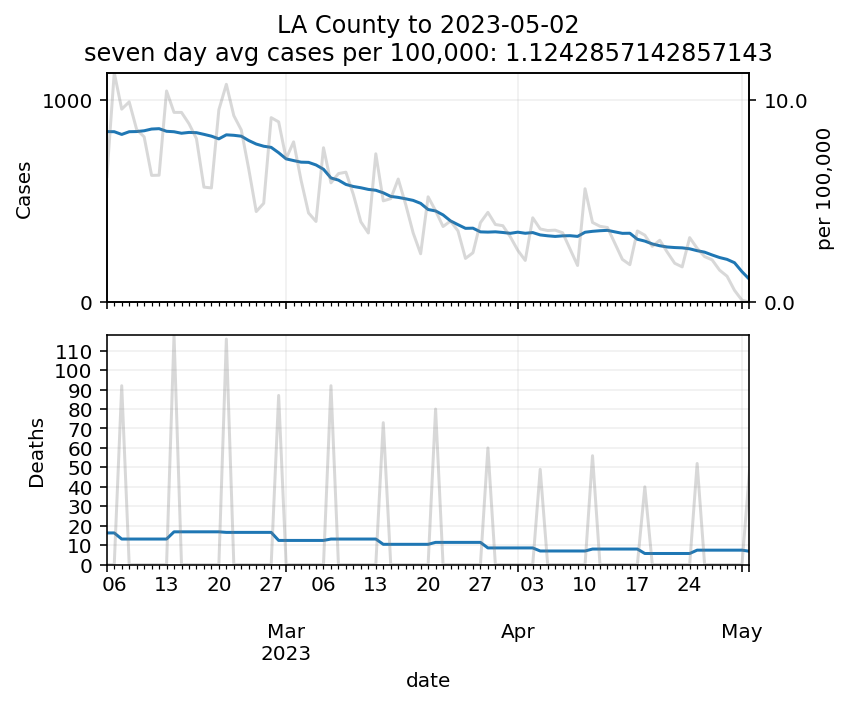 LA County to 2023-05-02
seven day avg cases per 100,000: 1.1242857142857143
1000
0
Cases
10.0
0.0
per 100,000
110
100
90
80
70
60
50
40
30
20
10
0
Deaths
06 13 20 27 06 13 20 27 03 10 17 24
Mar Apr May
2023
date